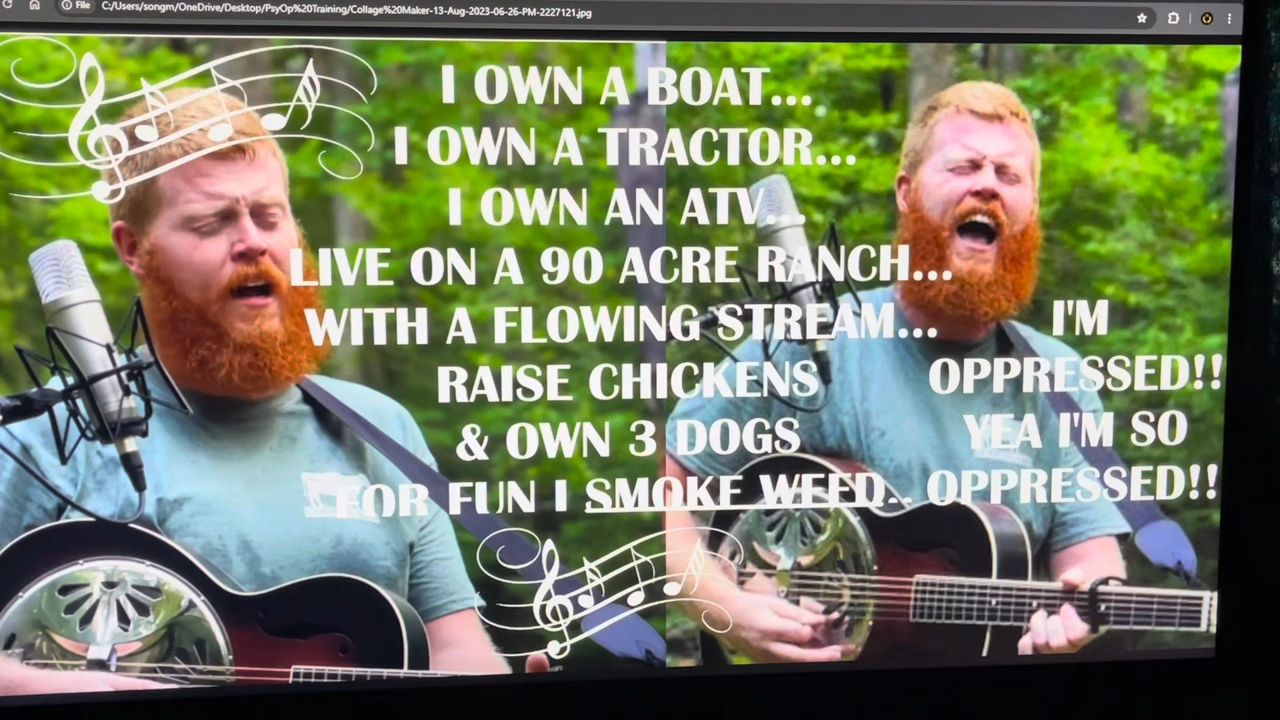 File
C:/Users/songm/OneDrive/Desktop/PsyOp%20Training/Collage%20Maker-13-Aug-2023-06-26-PM-2227121.jpg
I OWN A BOAT...
I OWN A TRACTOR...
I OWN AN ATV...
LIVE ON A 90 ACRE RANCH...
WITH A FLOWING STREAM...
RAISE CHICKENS
& OWN 3 DOGS
FOR FUN I SMOKE WEED..
I'M
OPPRESSED!!
YEA I'M SO
OPPRESSED!!